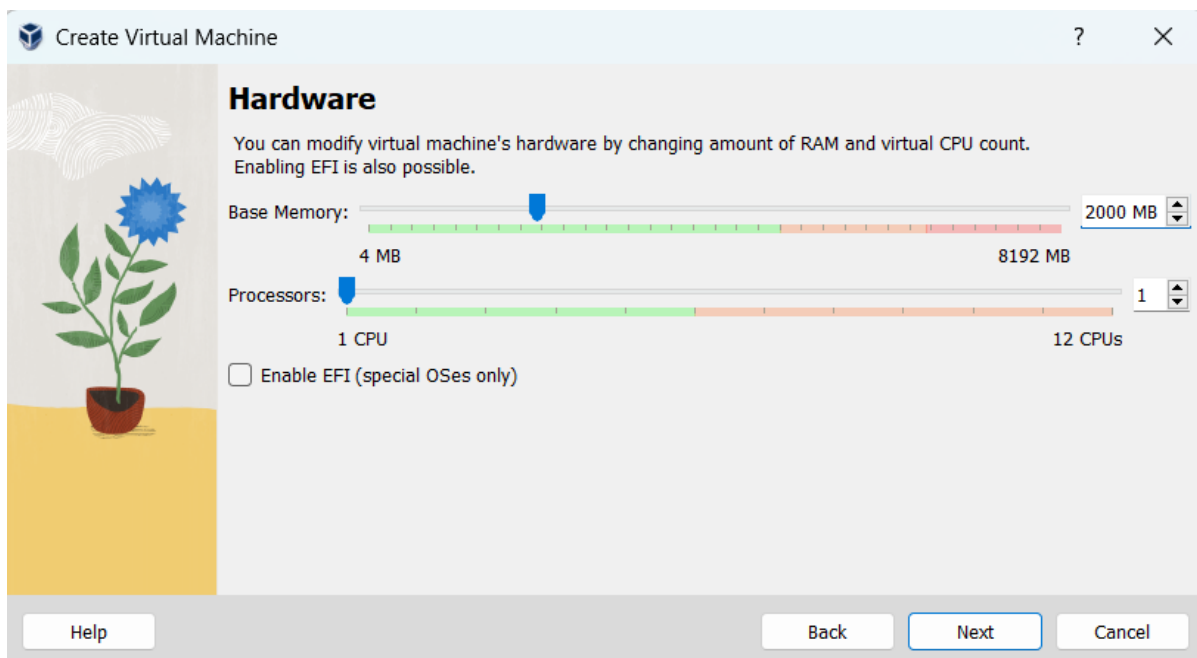 Create Virtual Machine
?
Hardware
You can modify virtual machine's hardware by changing amount of RAM and virtual CPU count.
Enabling EFI is also possible.
Base Memory: 2000 MB
4 MB 8192 MB
Processors: 1
1 CPU 12 CPUs
Enable EFI (special OSes only)
Help Back Next Cancel